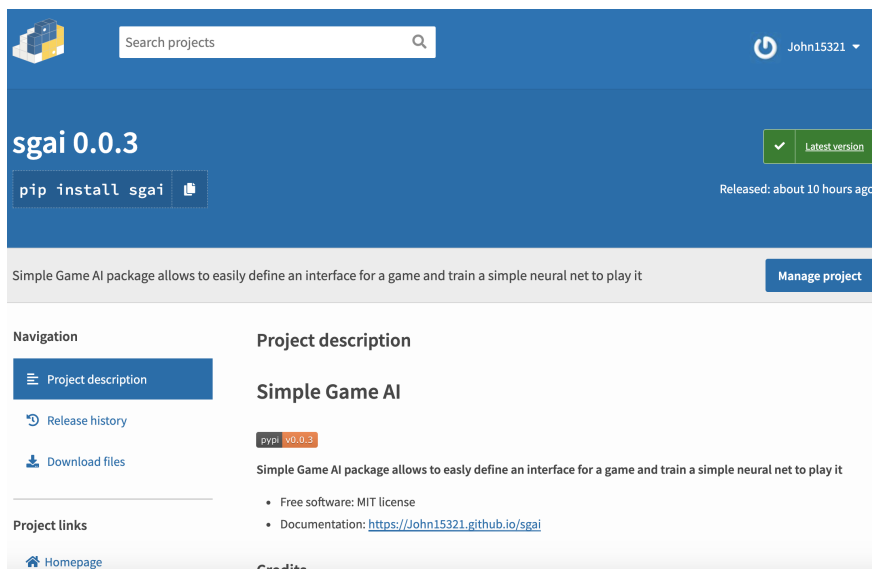 Search projects
John15321
sgai 0.0.3
Latest version
pip install sgai
Released: about 10 hours ago
Simple Game AI package allows to easily define an interface for a game and train a simple neural net to play it
Manage project
Navigation
Project description
Release history
Download files
Project links
Homepage
Project description
Simple Game AI
pypi v0.0.3
Simple Game AI package allows to easly define an interface for a game and train a simple neural net to play it
Free software: MIT license
Documentation: https://John15321.github.io/sgai
Credits